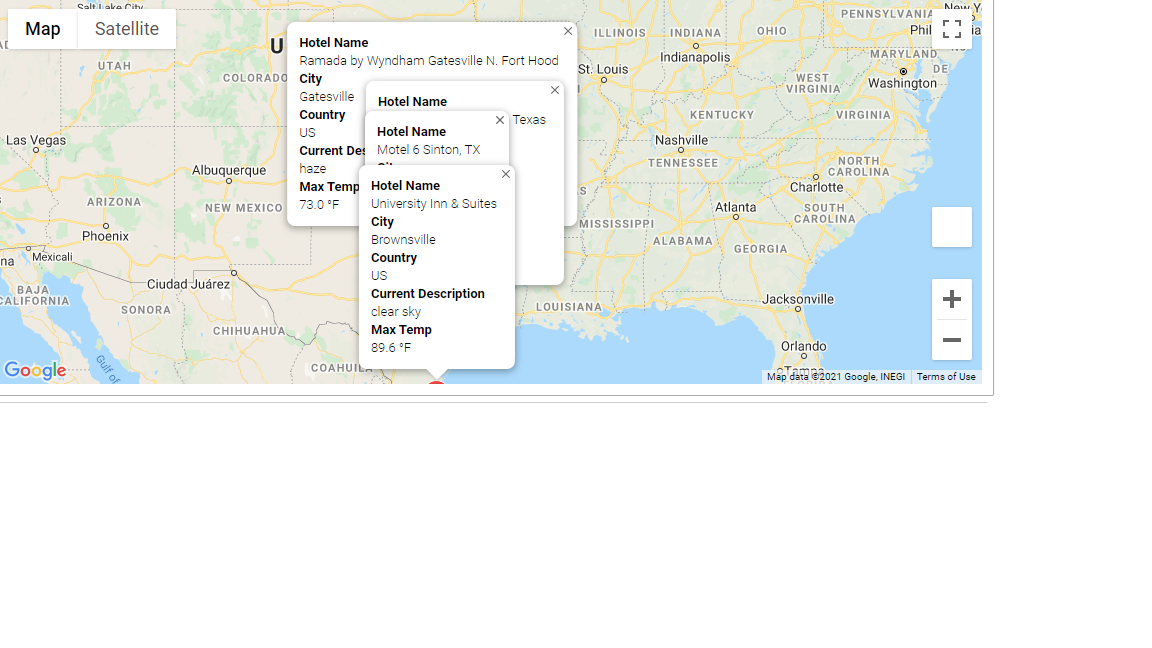 Salt Lake City
Map
Satellite
UTAH
COLORADO
Las Vegas
Albuquerque
ARIZONA
NEW MEXICO
Phoenix
Mexicali
Ciudad Juárez
BAJA
CALIFORNIA
SONORA
CHIHUAHUA
COAHUILA
Gulf of
Google
U
Hotel Name
Ramada by Wyndham Gatesville N. Fort Hood
City
Gatesville
Country
US
Current Des
haze
Max Temp
73.0 °F
Hotel Name
Texas
Hotel Name
Motel 6 Sinton, TX
City
Hotel Name
University Inn & Suites
City
Brownsville
Country
US
Current Description
clear sky
Max Temp
89.6 °F
ILLINOIS
INDIANA
OHIO
PENNSYLVANIA
New Y
Phil
Indianapolis
St. Louis
MARYLAND
DE
WEST
VIRGINIA
Washington
KENTUCKY
VIRGINIA
Nashville
TENNESSEE
NORTH
CAROLINA
Charlotte
Atlanta
SOUTH
CAROLINA
MISSISSIPPI
ALABAMA
GEORGIA
LOUISIANA
Jacksonville
Orlando
Tampa
Map data ©2021 Google, INEGI
Terms of Use